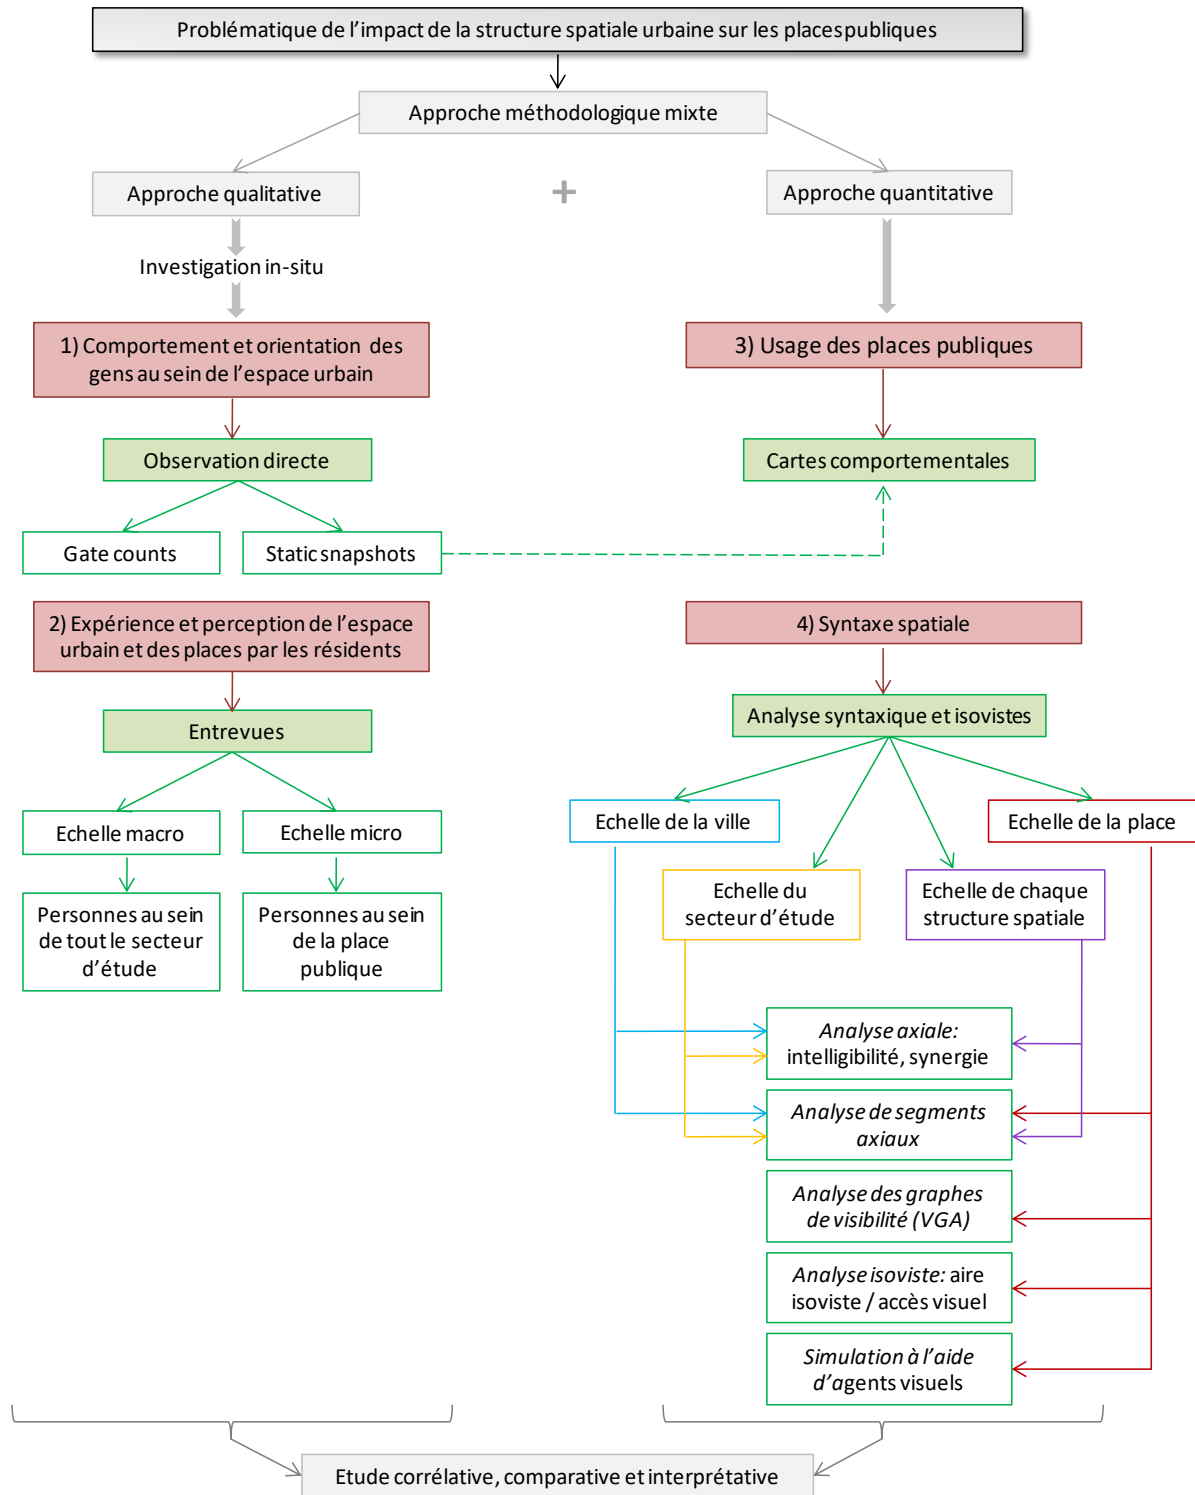 Problématique de l'impact de la structure spatiale urbaine sur les places publiques
Approche méthodologique mixte
Approche qualitative
+
Approche quantitative
Investigation in-situ
1) Comportement et orientation des
gens au sein de l'espace urbain
3) Usage des places publiques
Observation directe
Cartes comportementales
Gate counts
Static snapshots
2) Expérience et perception de l'espace
urbain et des places par les résidents
4) Syntaxe spatiale
Entrevues
Analyse syntaxique et isovistes
Echelle macro
Echelle micro
Echelle de la ville
Echelle de la place
Personnes au sein
de tout le secteur
d'étude
Personnes au sein
de la place
publique
Echelle du
secteur d'étude
Echelle de chaque
structure spatiale
Analyse axiale:
intelligibilité, synergie
Analyse de segments
axiaux
Analyse des graphes
de visibilité (VGA)
Analyse isoviste: aire
isoviste / accès visuel
Simulation à l'aide
d'agents visuels
Etude corrélative, comparative et interprétative